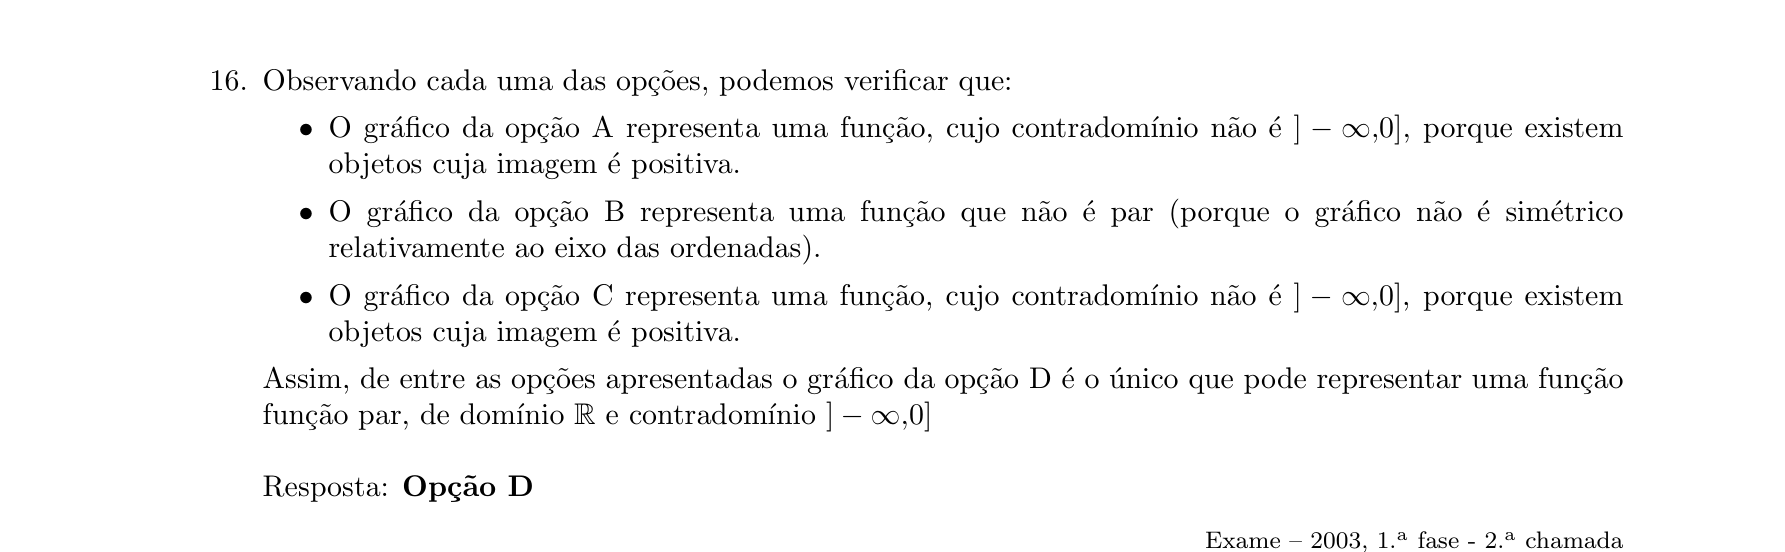 16. Observando cada uma das opções, podemos verificar que:
• O gráfico da opção A representa uma função, cujo contradomínio não é ] − ∞,0], porque existem
objetos cuja imagem é positiva.
• O gráfico da opção B representa uma função que não é par (porque o gráfico não é simétrico
relativamente ao eixo das ordenadas).
• O gráfico da opção C representa uma função, cujo contradomínio não é ] − ∞,0], porque existem
objetos cuja imagem é positiva.
Assim, de entre as opções apresentadas o gráfico da opção D é o único que pode representar uma função
função par, de domínio ℝ e contradomínio ] − ∞,0]
Resposta: Opção D
Exame – 2003, 1.ª fase - 2.ª chamada